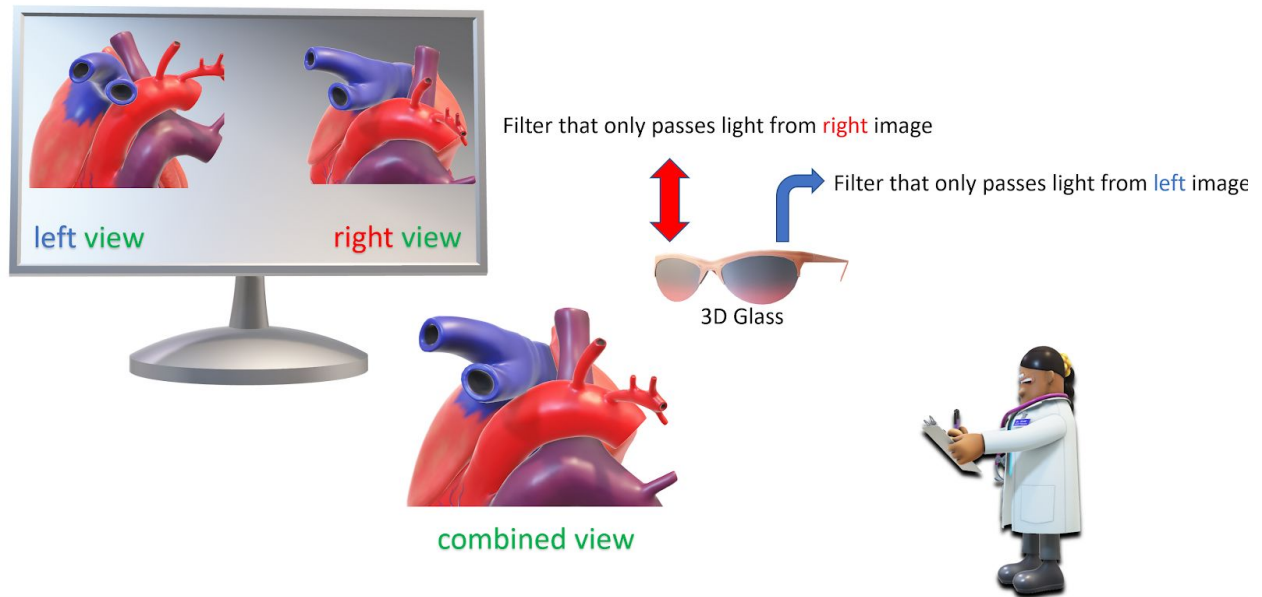 Filter that only passes light from right image
Filter that only passes light from left image
left view
right view
3D Glass
combined view